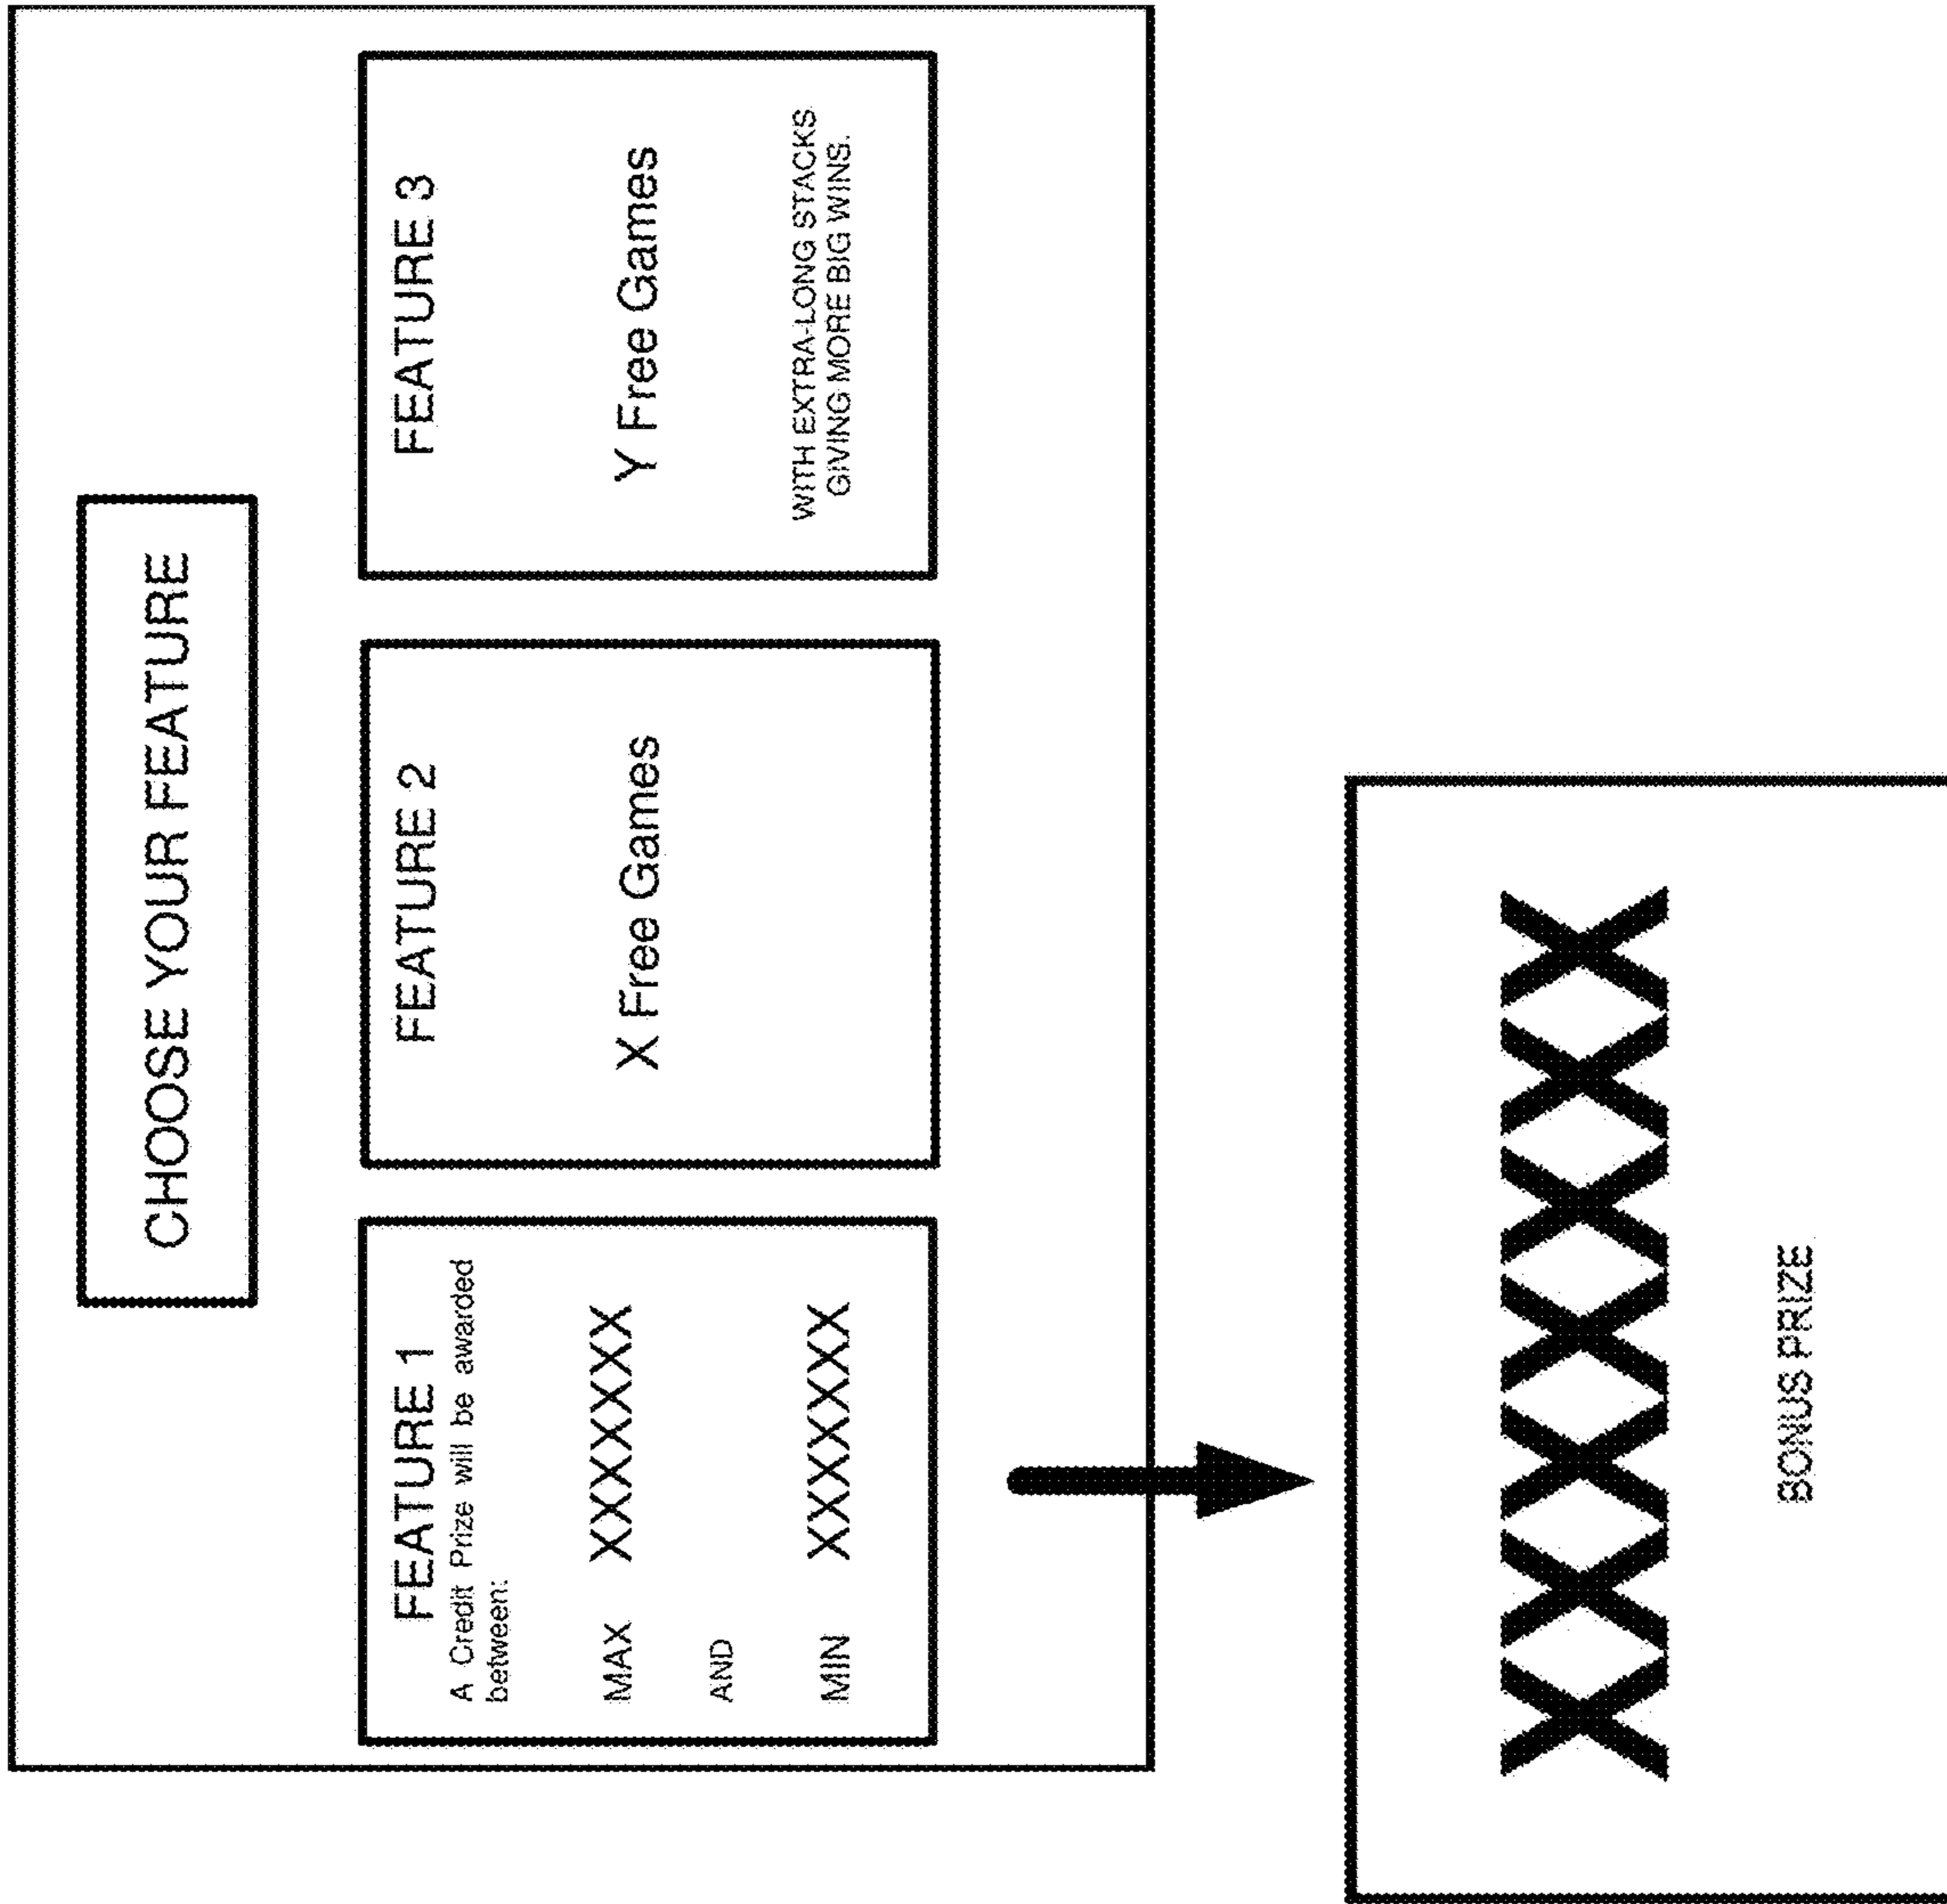 CHOOSE YOUR FEATURE
FEATURE 1
A Credit Prize will be awarded
between:
MAX XXXXXXX
AND
MIN XXXXXXX
FEATURE 2
X Free Games
FEATURE 3
Y Free Games
WITH EXTRA-LONG STACKS
GIVING MORE BIG WINS.
XXXXXXX
BONUS PRIZE